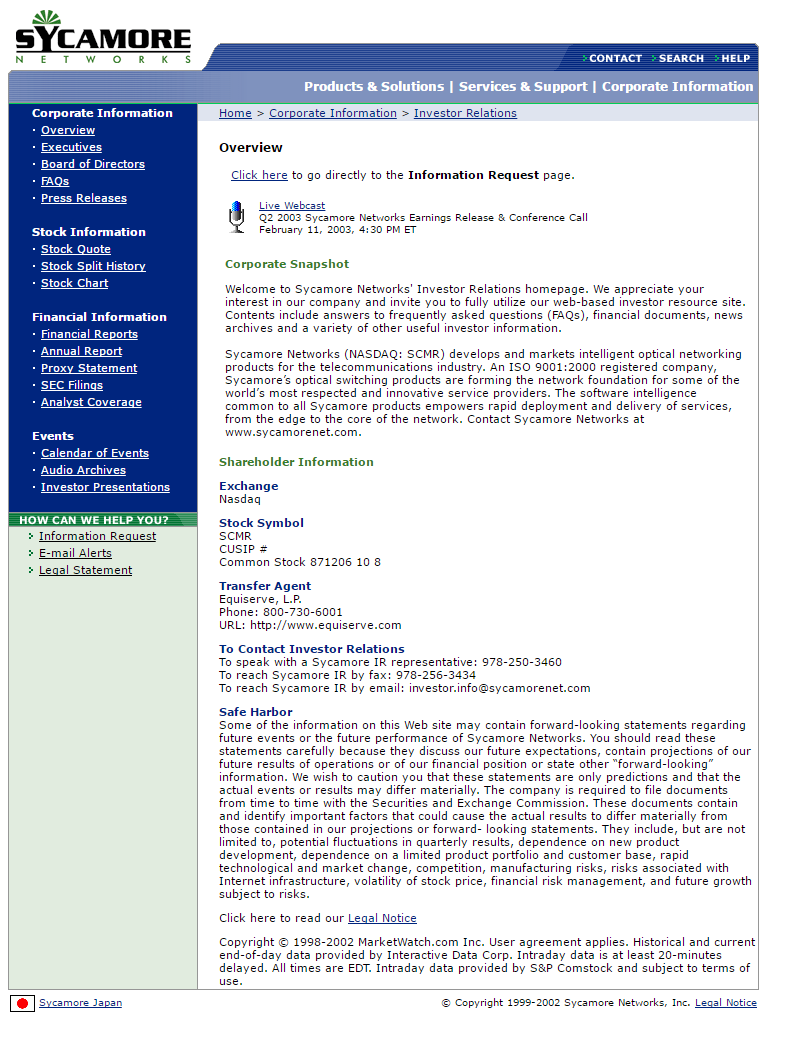 SYCAMORE
NETWORKS
CONTACT SEARCH HELP
Products & Solutions | Services & Support | Corporate Information
Corporate Information
· Overview
· Executives
· Board of Directors
· FAQs
· Press Releases
Stock Information
· Stock Quote
· Stock Split History
· Stock Chart
Financial Information
· Financial Reports
· Annual Report
· Proxy Statement
· SEC Filings
· Analyst Coverage
Events
· Calendar of Events
· Audio Archives
· Investor Presentations
HOW CAN WE HELP YOU?
Information Request
E-mail Alerts
Legal Statement
Home > Corporate Information > Investor Relations
Overview
Click here to go directly to the Information Request page.
Live Webcast
Q2 2003 Sycamore Networks Earnings Release & Conference Call
February 11, 2003, 4:30 PM ET
Corporate Snapshot
Welcome to Sycamore Networks' Investor Relations homepage. We appreciate your
interest in our company and invite you to fully utilize our web-based investor resource site.
Contents include answers to frequently asked questions (FAQs), financial documents, news
archives and a variety of other useful investor information.
Sycamore Networks (NASDAQ: SCMR) develops and markets intelligent optical networking
products for the telecommunications industry. An ISO 9001:2000 registered company,
Sycamore’s optical switching products are forming the network foundation for some of the
world’s most respected and innovative service providers. The software intelligence
common to all Sycamore products empowers rapid deployment and delivery of services,
from the edge to the core of the network. Contact Sycamore Networks at
www.sycamorenet.com.
Shareholder Information
Exchange
Nasdaq
Stock Symbol
SCMR
CUSIP #
Common Stock 871206 10 8
Transfer Agent
Equiserve, L.P.
Phone: 800-730-6001
URL: http://www.equiserve.com
To Contact Investor Relations
To speak with a Sycamore IR representative: 978-250-3460
To reach Sycamore IR by fax: 978-256-3434
To reach Sycamore IR by email: investor.info@sycamorenet.com
Safe Harbor
Some of the information on this Web site may contain forward-looking statements regarding
future events or the future performance of Sycamore Networks. You should read these
statements carefully because they discuss our future expectations, contain projections of our
future results of operations or of our financial position or state other “forward-looking”
information. We wish to caution you that these statements are only predictions and that the
actual events or results may differ materially. The company is required to file documents
from time to time with the Securities and Exchange Commission. These documents contain
and identify important factors that could cause the actual results to differ materially from
those contained in our projections or forward- looking statements. They include, but are not
limited to, potential fluctuations in quarterly results, dependence on new product
development, dependence on a limited product portfolio and customer base, rapid
technological and market change, competition, manufacturing risks, risks associated with
Internet infrastructure, volatility of stock price, financial risk management, and future growth
subject to risks.
Click here to read our Legal Notice
Copyright © 1998-2002 MarketWatch.com Inc. User agreement applies. Historical and current
end-of-day data provided by Interactive Data Corp. Intraday data is at least 20-minutes
delayed. All times are EDT. Intraday data provided by S&P Comstock and subject to terms of
use.
Sycamore Japan
© Copyright 1999-2002 Sycamore Networks, Inc. Legal Notice